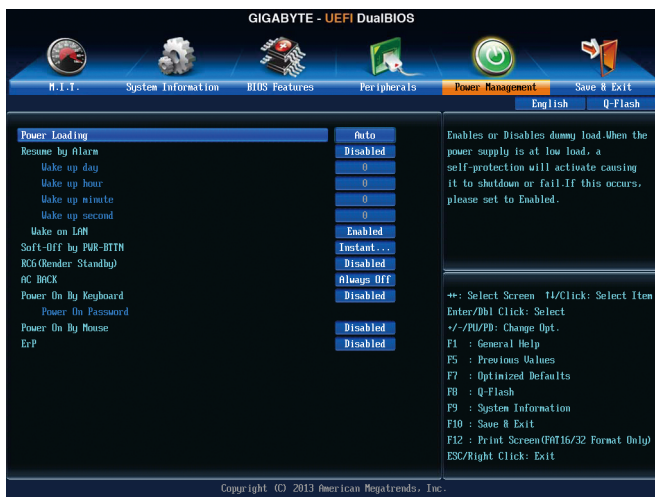 GIGABYTE - UEFI DualBIOS
M.I.T.
System Information
BIOS Features
Peripherals
Power Management
Save & Exit
English
Q-Flash
Power Loading Auto
Resume by Alarm Disabled
Wake up day 0
Wake up hour 0
Wake up minute 0
Wake up second 0
Wake on LAN Enabled
Soft-Off by PWR-BTTN Instant...
RC6(Render Standby) Disabled
AC BACK Always Off
Power On By Keyboard Disabled
Power On Password
Power On By Mouse Disabled
ErP Disabled
Enables or Disables dummy load.When the
power supply is at low load, a
self-protection will activate causing
it to shutdown or fail.If this occurs,
please set to Enabled.
→←: Select Screen ↑↓/Click: Select Item
Enter/Dbl Click: Select
+/-/PU/PD: Change Opt.
F1 : General Help
F5 : Previous Values
F7 : Optimized Defaults
F8 : Q-Flash
F9 : System Information
F10 : Save & Exit
F12 : Print Screen(FAT16/32 Format Only)
ESC/Right Click: Exit
Copyright (C) 2013 American Megatrends, Inc.